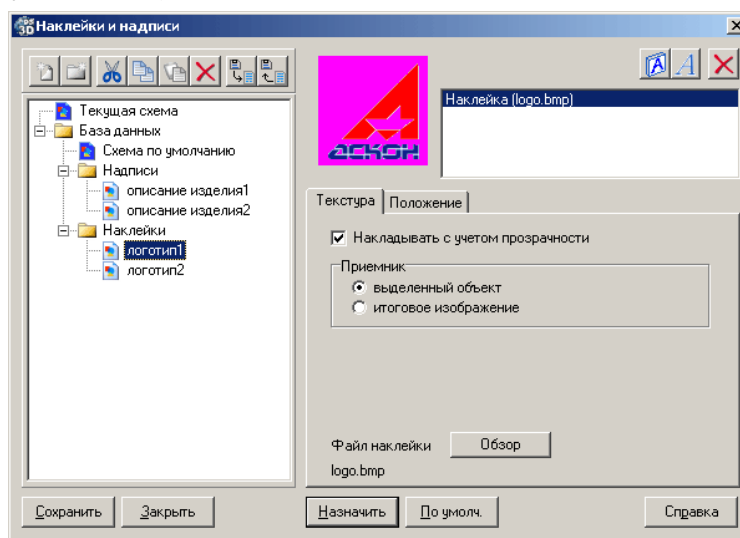 Наклейки и надписи
Текущая схема
База данных
Схема по умолчанию
Надписи
описание изделия1
описание изделия2
Наклейки
логотип1
логотип2
Сохранить
Закрыть
АСКОН
Наклейка (logo.bmp)
Текстура
Положение
Накладывать с учетом прозрачности
Приемник
выделенный объект
итоговое изображение
Файл наклейки
Обзор
logo.bmp
Назначить
По умолч.
Справка